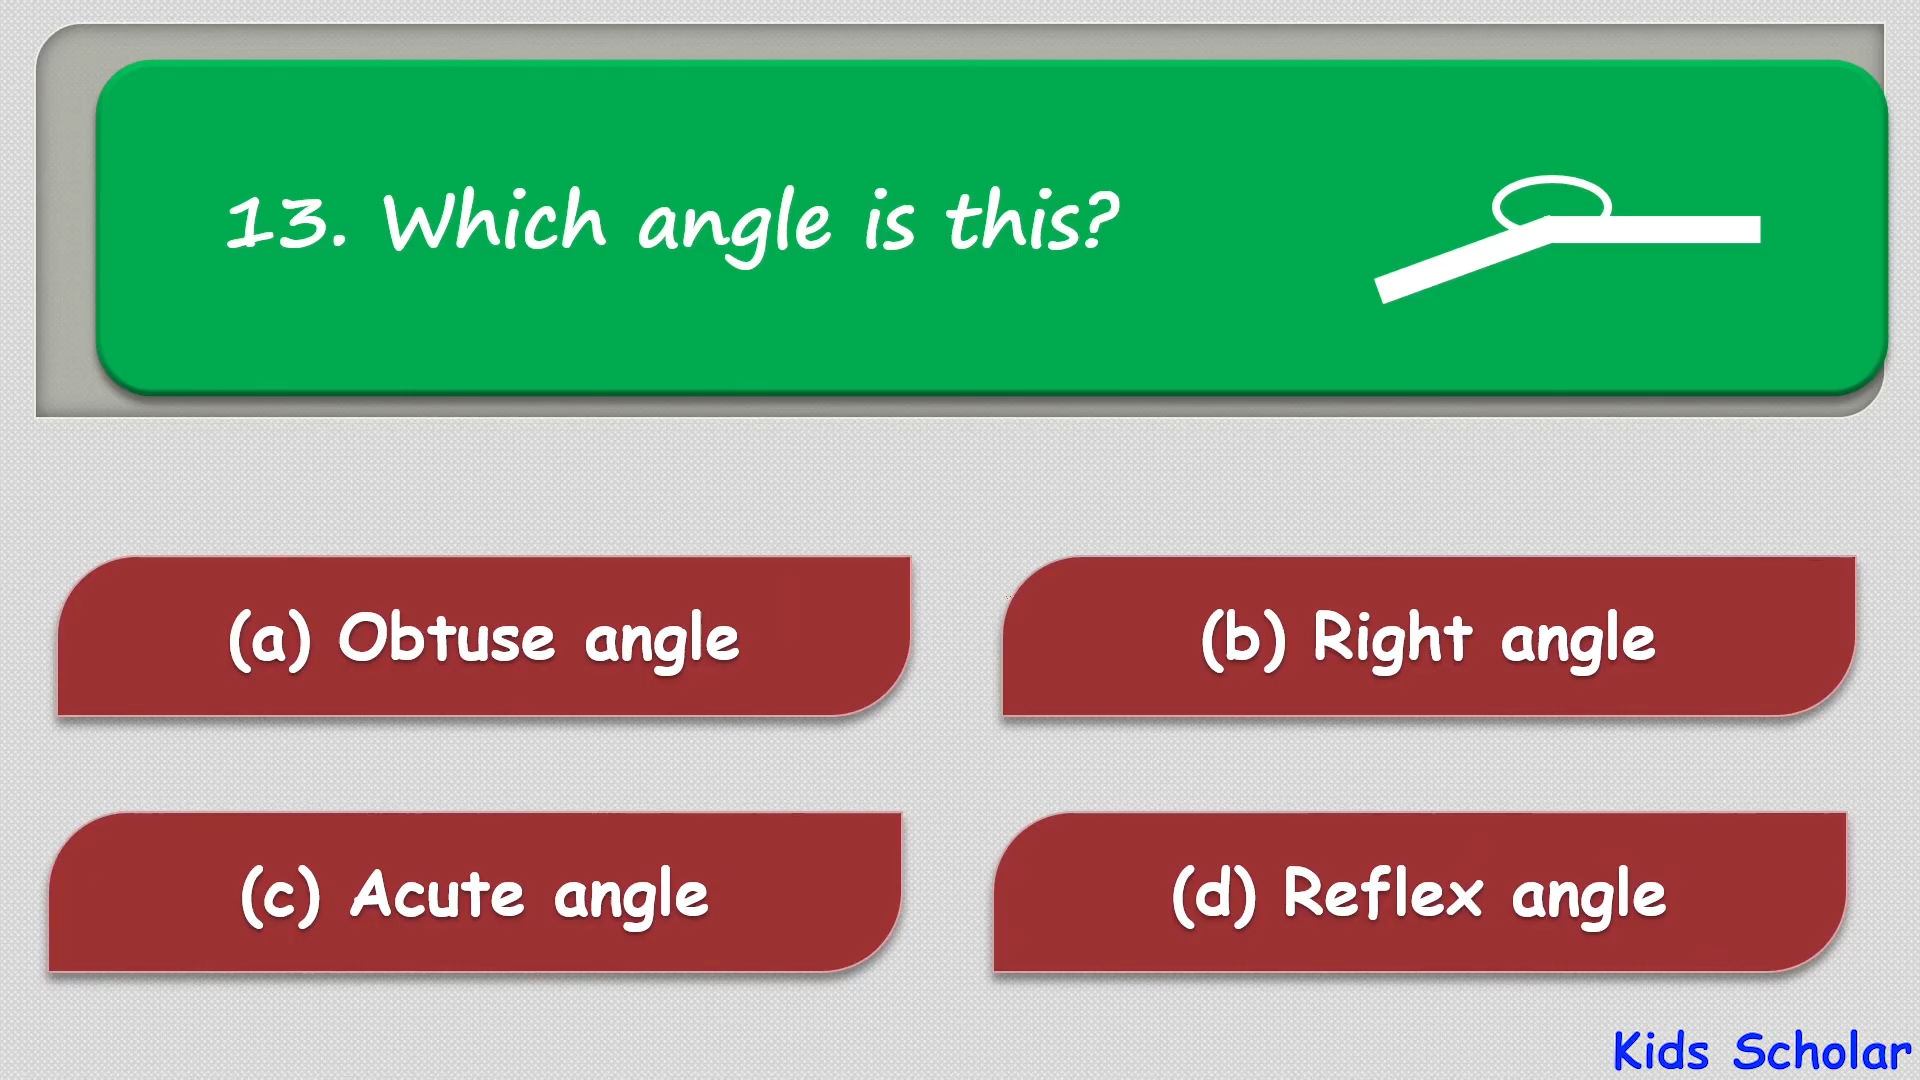 13. Which angle is this?
(a) Obtuse angle
(b) Right angle
(c) Acute angle
(d) Reflex angle
Kids Scholar